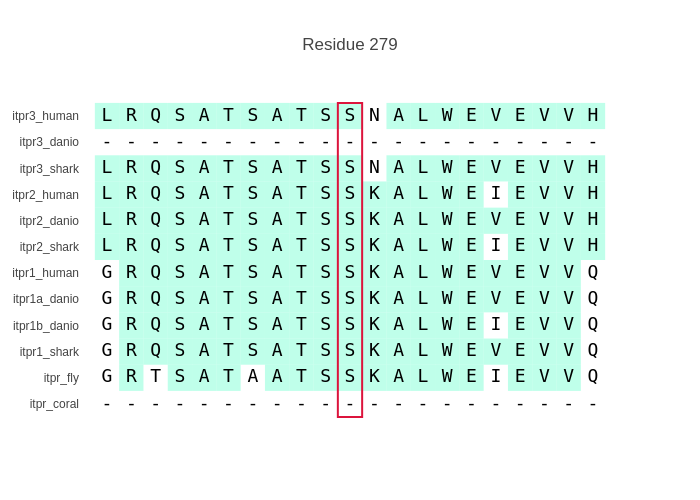 Residue 279
itpr3_human L R Q S A T S A T S S N A L W E V E V V H
itpr3_danio - - - - - - - - - - - - - - - - - - - - -
itpr3_shark L R Q S A T S A T S S N A L W E V E V V H
itpr2_human L R Q S A T S A T S S K A L W E I E V V H
itpr2_danio L R Q S A T S A T S S K A L W E V E V V H
itpr2_shark L R Q S A T S A T S S K A L W E I E V V H
itpr1_human G R Q S A T S A T S S K A L W E V E V V Q
itpr1a_danio G R Q S A T S A T S S K A L W E V E V V Q
itpr1b_danio G R Q S A T S A T S S K A L W E I E V V Q
itpr1_shark G R Q S A T S A T S S K A L W E V E V V Q
itpr_fly G R T S A T A A T S S K A L W E I E V V Q
itpr_coral - - - - - - - - - - - - - - - - - - - - -